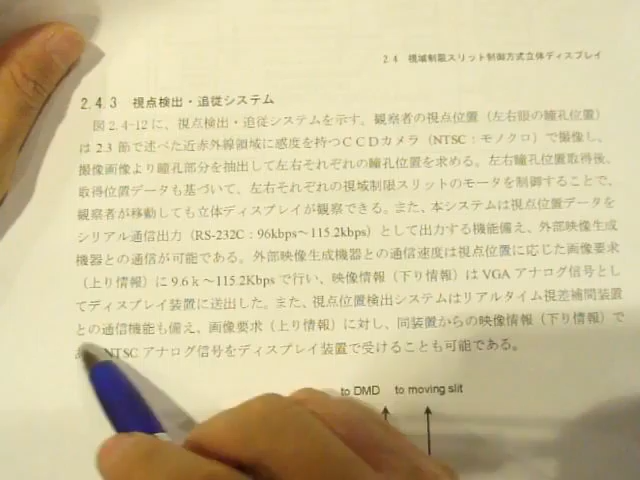 2.4 視域制限スリット制御方式立体ディスプレイ
2.4.3 視点検出・追従システム
図2.4-12に、視点検出・追従システムを示す。観察者の視点位置（左右眼の瞳孔位置）
は2.3節で述べた近赤外線領域に感度を持つCCDカメラ（NTSC：モノクロ）で撮像し、
撮像画像より瞳孔部分を抽出して左右それぞれの瞳孔位置を求める。左右瞳孔位置取得後、
取得位置データも基づいて、左右それぞれの視域制限スリットのモータを制御することで、
観察者が移動しても立体ディスプレイが観察できる。また、本システムは視点位置データを
シリアル通信出力（RS-232C：96kbps～115.2kbps）として出力する機能備え、外部映像生成
機器との通信が可能である。外部映像生成機器との通信速度は視点位置に応じた画像要求
（上り情報）に9.6k～115.2Kbpsで行い、映像情報（下り情報）はVGAアナログ信号とし
てディスプレイ装置に送出した。また、視点位置検出システムはリアルタイム視差補間装置
との通信機能も備え、画像要求（上り情報）に対し、同装置からの映像情報（下り情報）で
あ NTSCアナログ信号をディスプレイ装置で受けることも可能である。
to DMD to moving slit